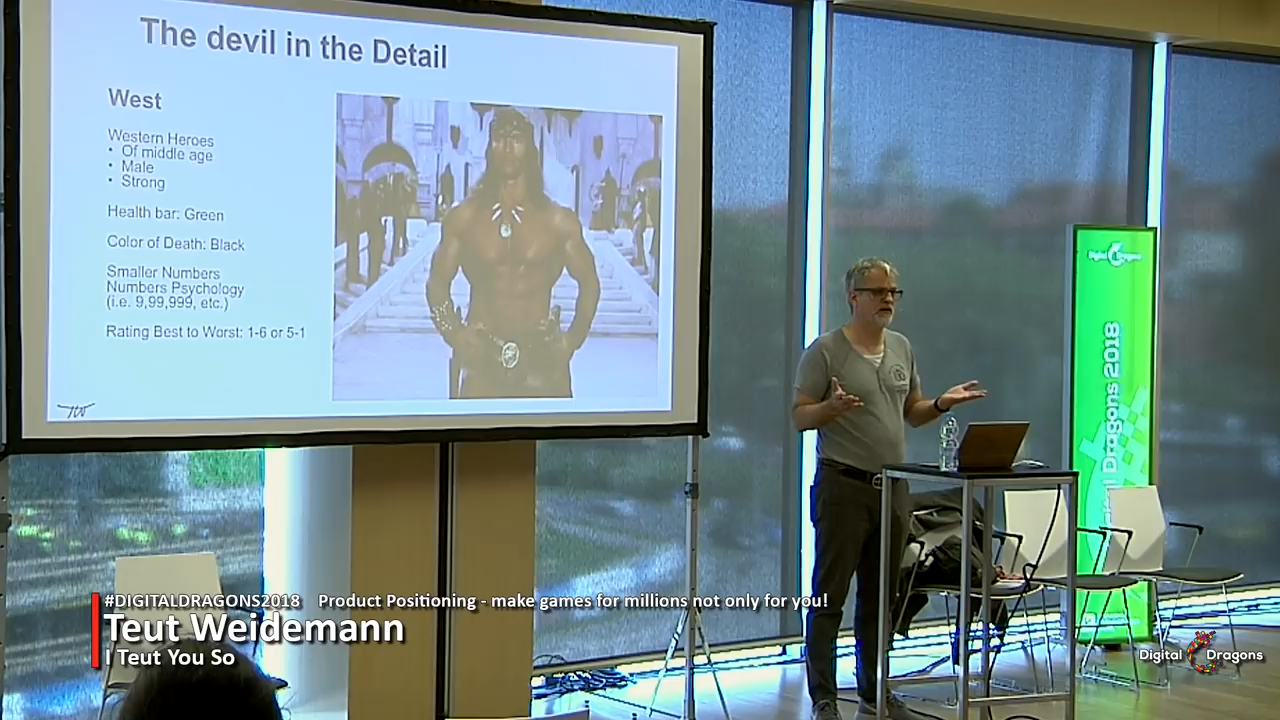 The devil in the Detail
West
Western Heroes
• Of middle age
• Male
• Strong
Health bar: Green
Color of Death: Black
Smaller Numbers
Numbers Psychology
(i.e. 9,99,999, etc.)
Rating Best to Worst: 1-6 or 5-1
TW
Digital Dragons
Digital Dragons 2018
#DIGITALDRAGONS2018 Product Positioning - make games for millions not only for you!
Teut Weidemann
I Teut You So
Digital Dragons